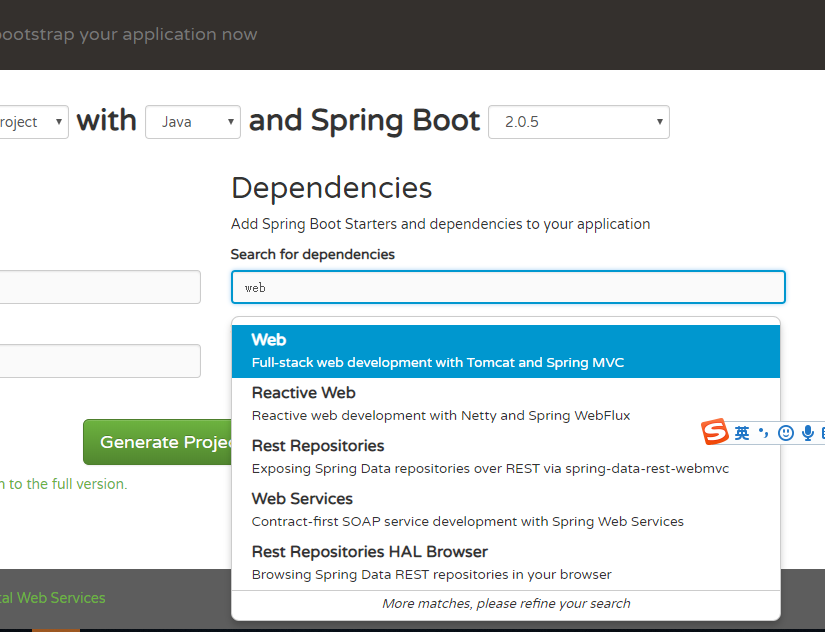 bootstrap your application now
roject with Java and Spring Boot 2.0.5
Dependencies
Add Spring Boot Starters and dependencies to your application
Search for dependencies
web
Web
Full-stack web development with Tomcat and Spring MVC
Reactive Web
Reactive web development with Netty and Spring WebFlux
Rest Repositories
Exposing Spring Data repositories over REST via spring-data-rest-webmvc
Web Services
Contract-first SOAP service development with Spring Web Services
Rest Repositories HAL Browser
Browsing Spring Data REST repositories in your browser
More matches, please refine your search
Generate Projec
n to the full version.
tal Web Services
S 英